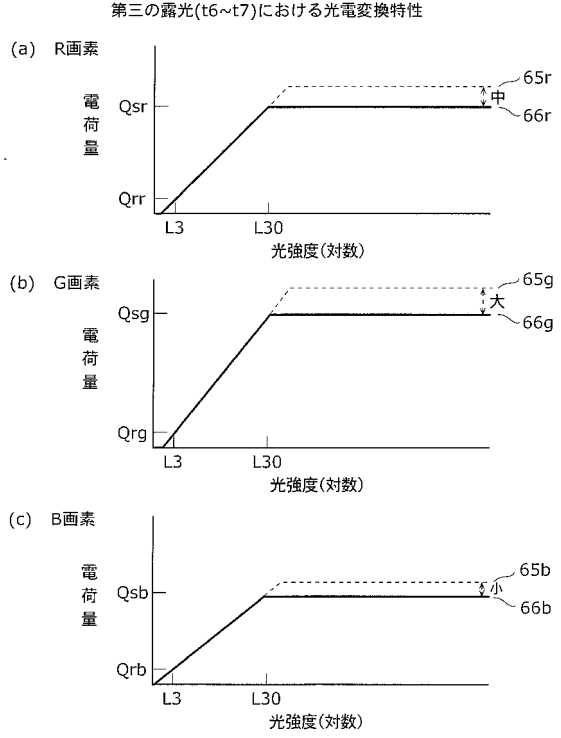 第三の露光(t6~t7)における光電変換特性
(a) R画素
電荷量
Qsr
Qrr
65r
中
66r
L3 L30
光強度(対数)
(b) G画素
電荷量
Qsg
Qrg
65g
大
66g
L3 L30
光強度(対数)
(c) B画素
電荷量
Qsb
Qrb
65b
小
66b
L3 L30
光強度(対数)